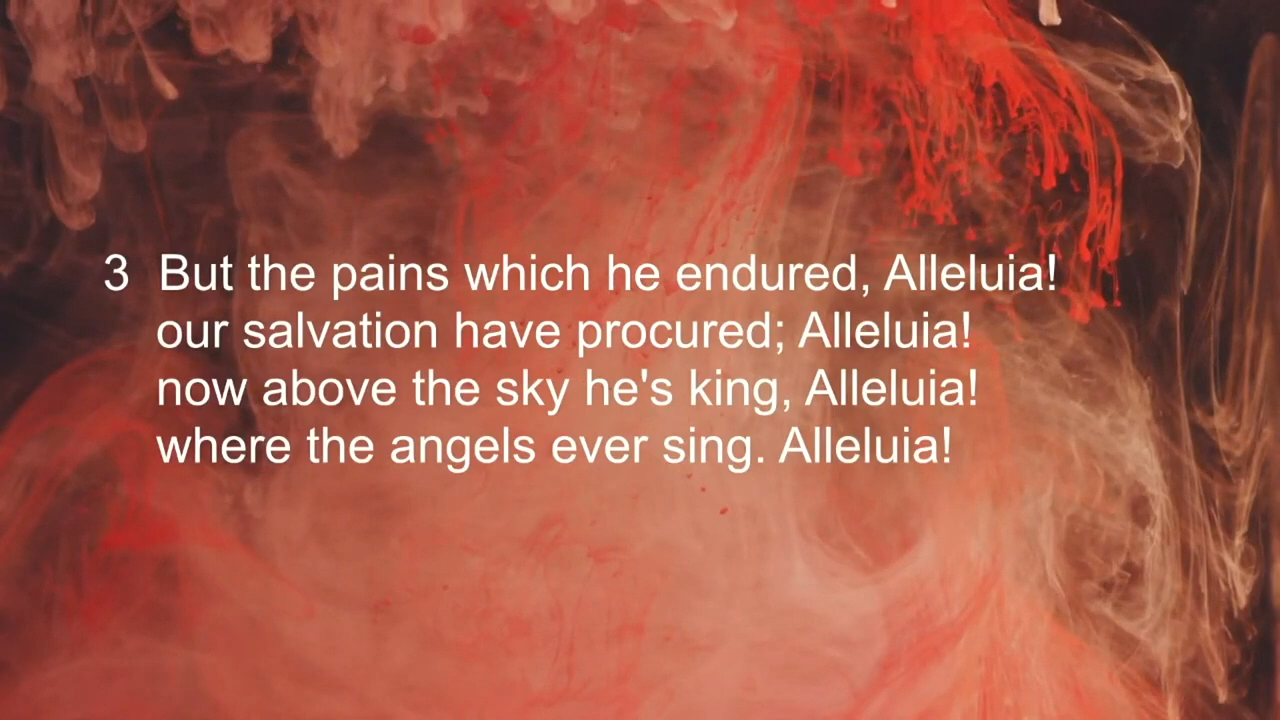 3 But the pains which he endured, Alleluia!
our salvation have procured; Alleluia!
now above the sky he's king, Alleluia!
where the angels ever sing. Alleluia!